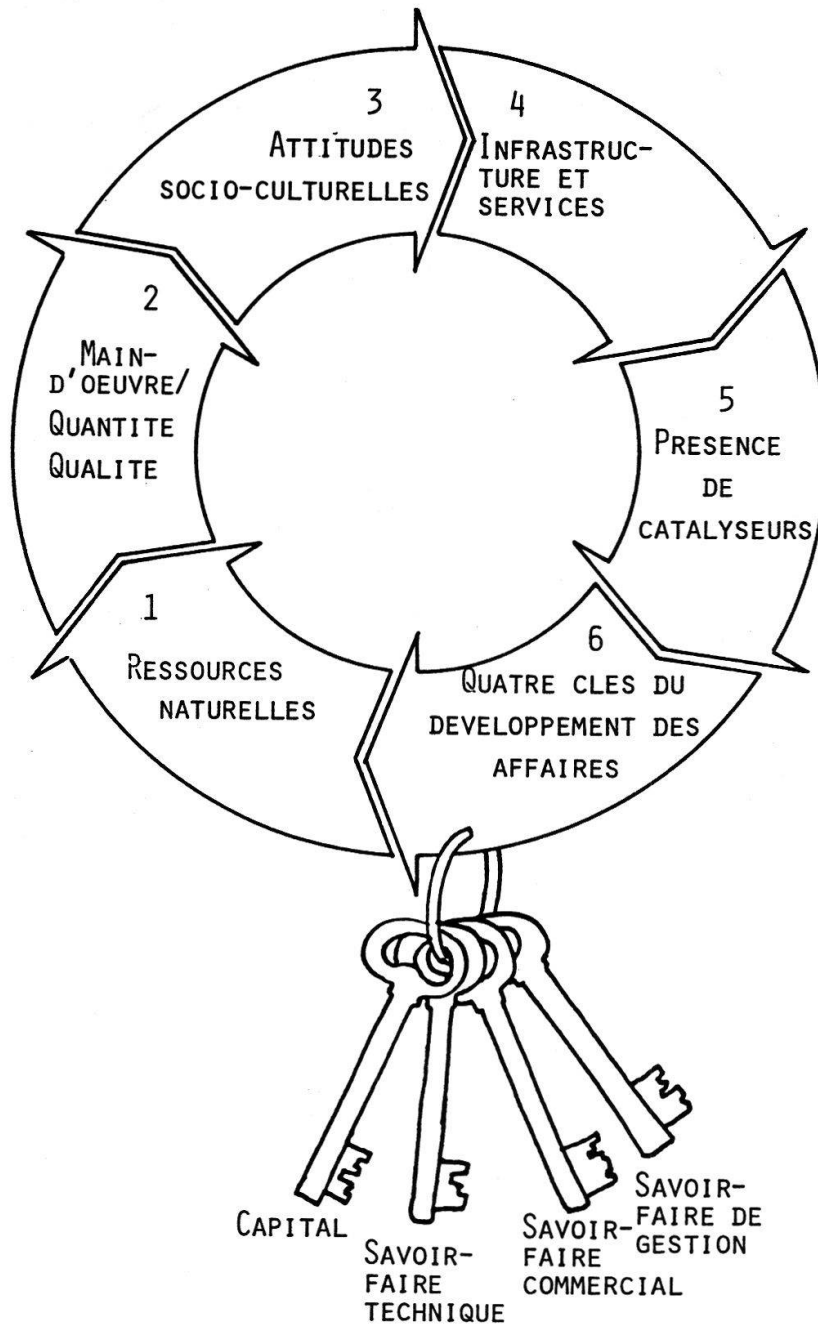 1
RESSOURCES
NATURELLES
2
MAIN-
D'OEUVRE/
QUANTITE
QUALITE
3
ATTITUDES
SOCIO-CULTURELLES
4
INFRASTRUC-
TURE ET
SERVICES
5
PRESENCE
DE
CATALYSEURS
6
QUATRE CLES DU
DEVELOPPEMENT DES
AFFAIRES
CAPITAL
SAVOIR-
FAIRE
TECHNIQUE
SAVOIR-
FAIRE
COMMERCIAL
SAVOIR-
FAIRE DE
GESTION